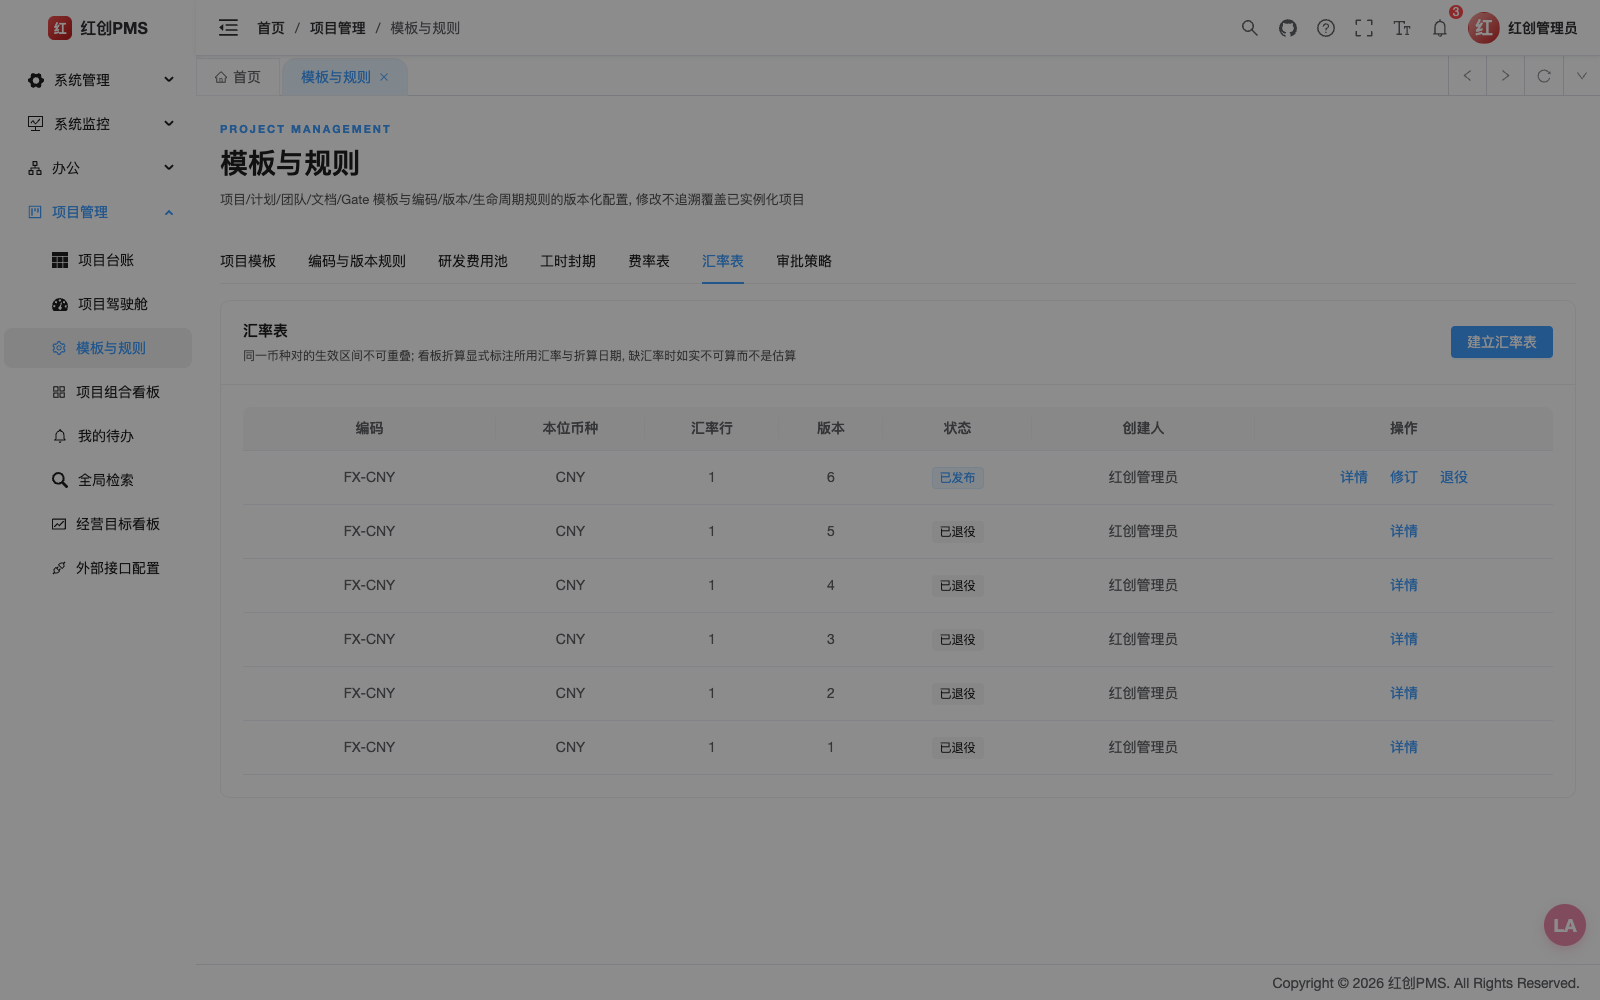 红 红创PMS
首页 / 项目管理 / 模板与规则
3
红 红创管理员
首页
模板与规则
系统管理
系统监控
办公
项目管理
项目台账
项目驾驶舱
模板与规则
项目组合看板
我的待办
全局检索
经营目标看板
外部接口配置
PROJECT MANAGEMENT
模板与规则
项目/计划/团队/文档/Gate 模板与编码/版本/生命周期规则的版本化配置, 修改不追溯覆盖已实例化项目
项目模板 编码与版本规则 研发费用池 工时封期 费率表 汇率表 审批策略
汇率表
同一币种对的生效区间不可重叠; 看板折算显式标注所用汇率与折算日期, 缺汇率时如实不可算而不是估算
建立汇率表
编码 本位币种 汇率行 版本 状态 创建人 操作
FX-CNY CNY 1 6 已发布 红创管理员 详情 修订 退役
FX-CNY CNY 1 5 已退役 红创管理员 详情
FX-CNY CNY 1 4 已退役 红创管理员 详情
FX-CNY CNY 1 3 已退役 红创管理员 详情
FX-CNY CNY 1 2 已退役 红创管理员 详情
FX-CNY CNY 1 1 已退役 红创管理员 详情
LA
Copyright © 2026 红创PMS. All Rights Reserved.